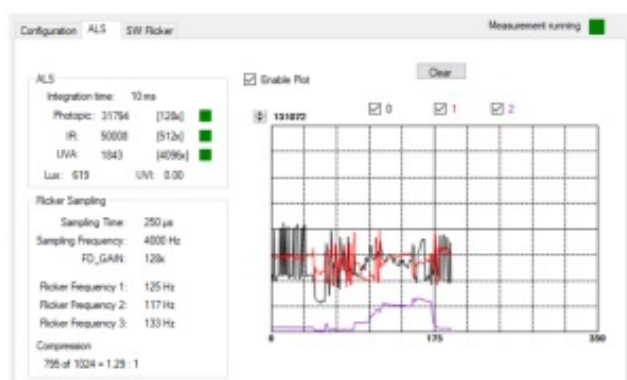 Configuration ALS SW Flicker
Measurement running
ALS
Integration time: 10 ms
Photopic: 31794 [128x]
IR: 50008 [512x]
UVA: 1843 [4096x]
Lux: 619 UVI: 0.00
Flicker Sampling
Sampling Time: 250 µs
Sampling Frequency: 4000 Hz
FD_GAIN: 128x
Flicker Frequency 1: 125 Hz
Flicker Frequency 2: 117 Hz
Flicker Frequency 3: 133 Hz
Compression
795 of 1024 = 1.29 : 1
Enable Plot
Clear
0 1 2
131072
0 175 350